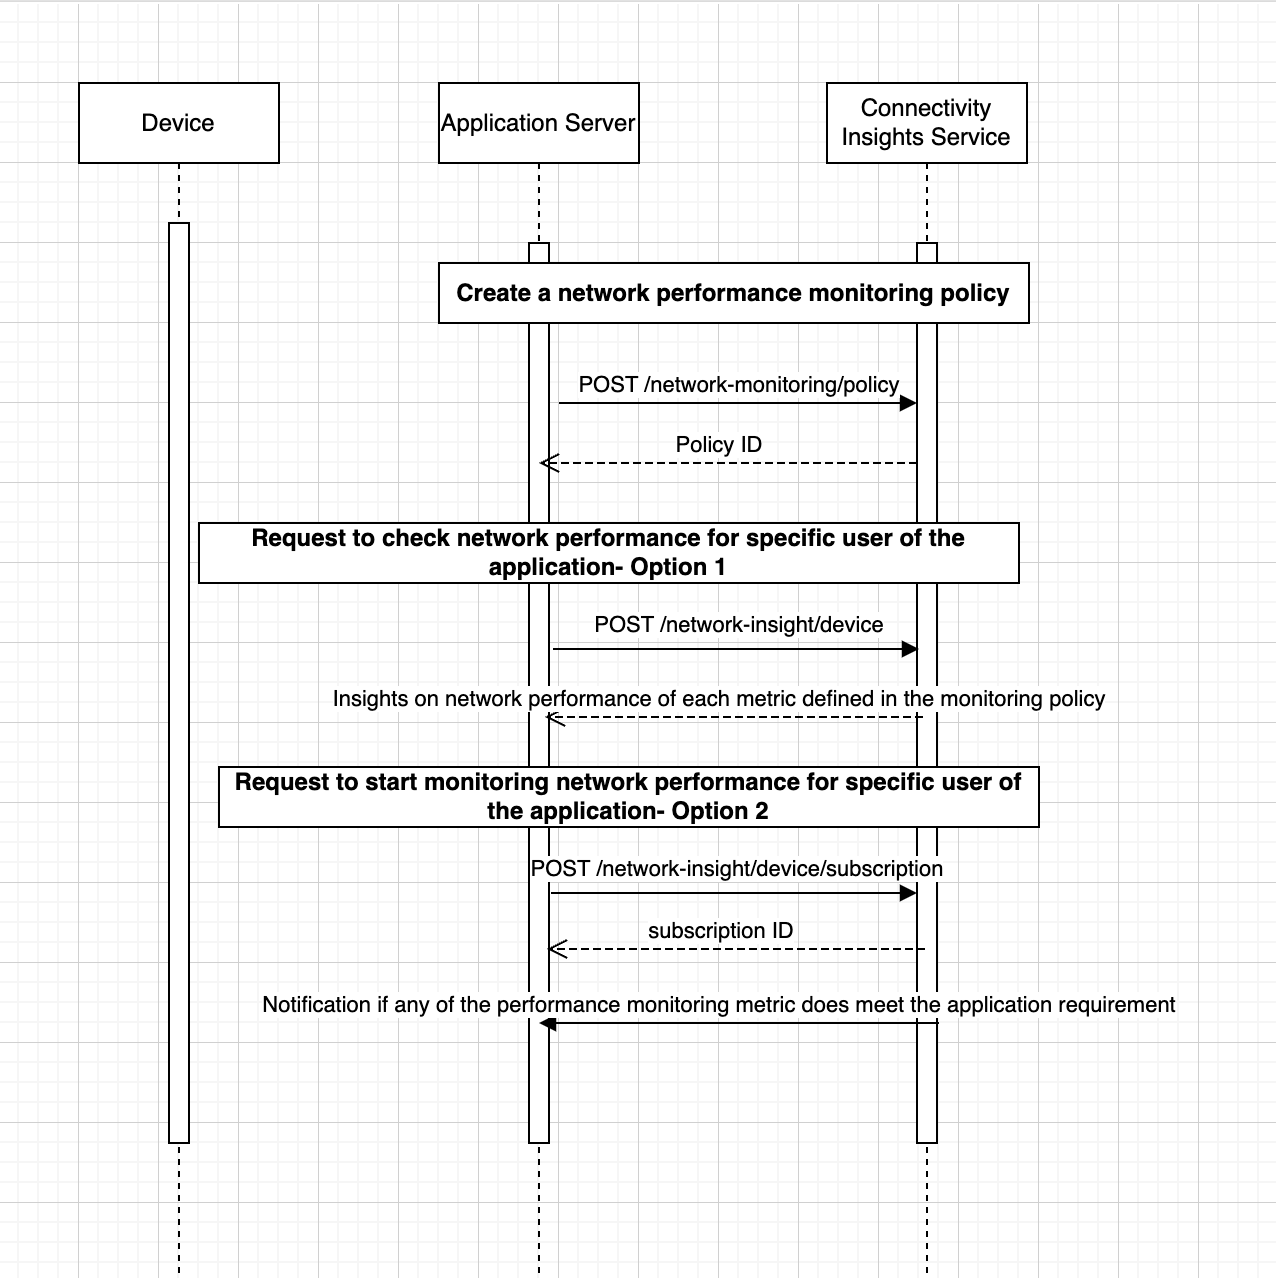 Device
Application Server
Connectivity
Insights Service
Create a network performance monitoring policy
POST /network-monitoring/policy
Policy ID
Request to check network performance for specific user of the
application- Option 1
POST /network-insight/device
Insights on network performance of each metric defined in the monitoring policy
Request to start monitoring network performance for specific user of
the application- Option 2
POST /network-insight/device/subscription
subscription ID
Notification if any of the performance monitoring metric does meet the application requirement